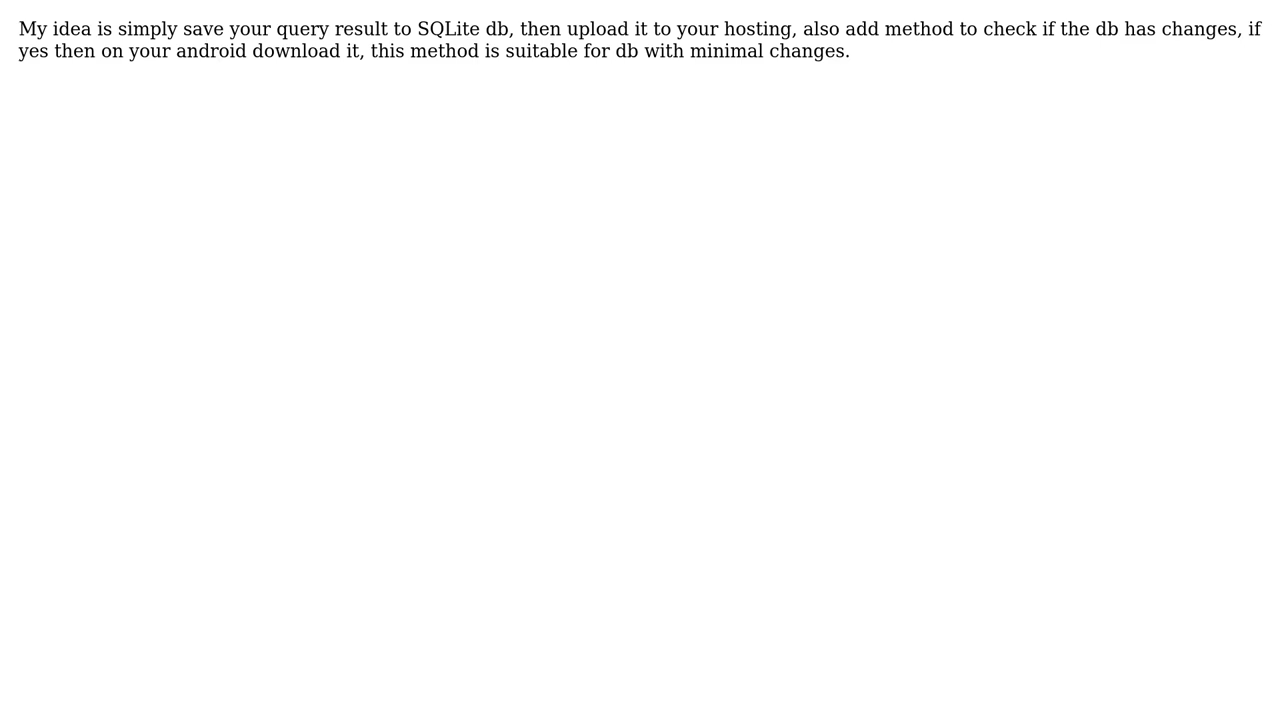 My idea is simply save your query result to SQLite db, then upload it to your hosting, also add method to check if the db has changes, if
yes then on your android download it, this method is suitable for db with minimal changes.